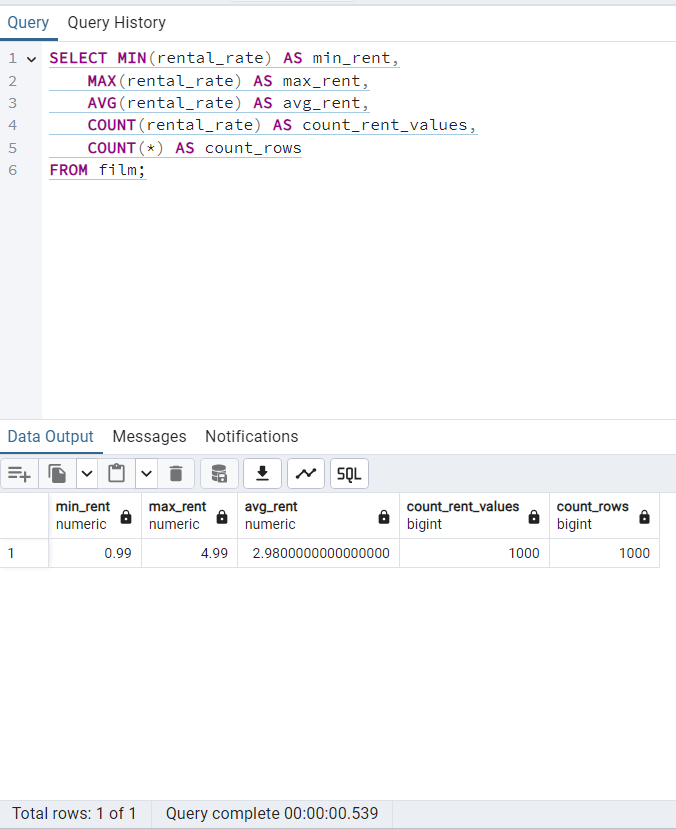 Query Query History
1 SELECT MIN(rental_rate) AS min_rent,
2 MAX(rental_rate) AS max_rent,
3 AVG(rental_rate) AS avg_rent,
4 COUNT(rental_rate) AS count_rent_values,
5 COUNT(*) AS count_rows
6 FROM film;
Data Output Messages Notifications
SQL
min_rent max_rent avg_rent count_rent_values count_rows
numeric numeric numeric bigint bigint
1 0.99 4.99 2.9800000000000000 1000 1000
Total rows: 1 of 1 Query complete 00:00:00.539